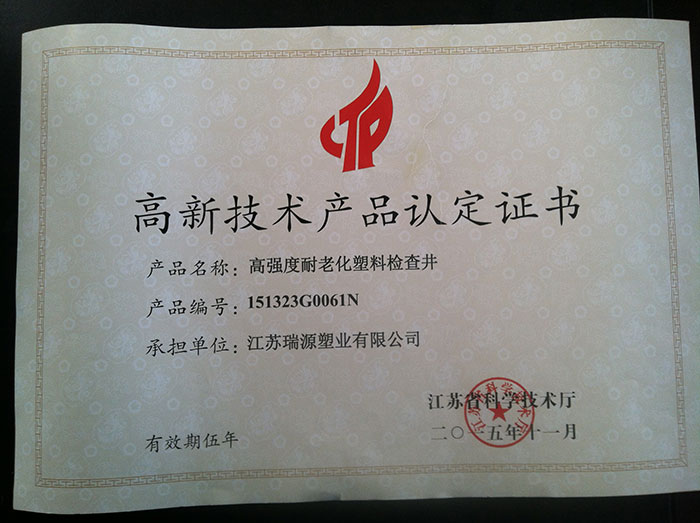 高新技术产品认定证书
产品名称：高强度耐老化塑料检查井
产品编号：151323G0061N
承担单位：江苏瑞源塑业有限公司
江苏省科学技术厅
有效期伍年
二〇一五年十一月